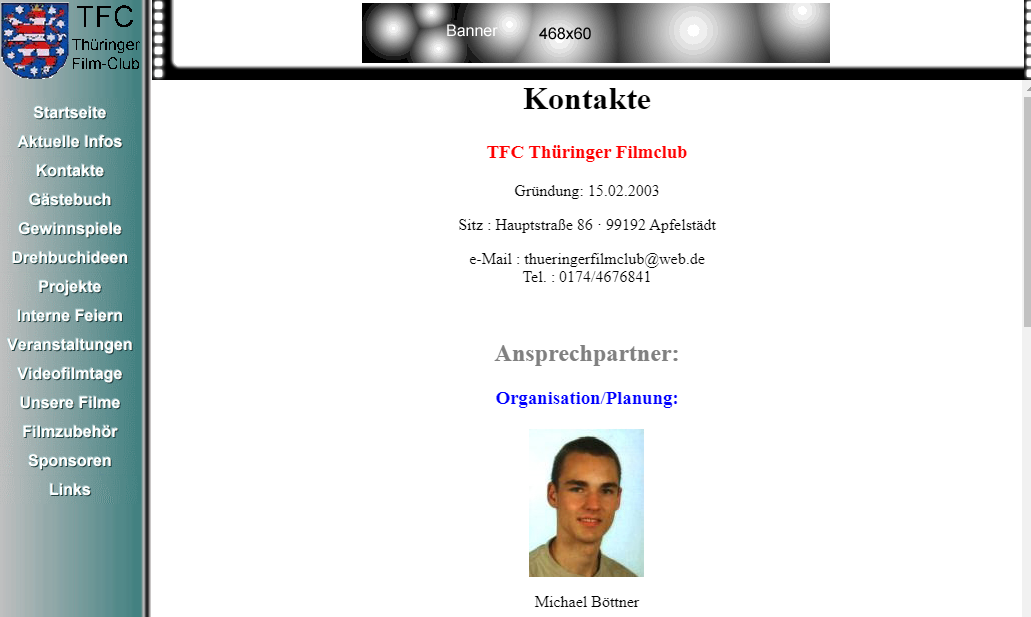 TFC
Thüringer
Film-Club
Startseite
Aktuelle Infos
Kontakte
Gästebuch
Gewinnspiele
Drehbuchideen
Projekte
Interne Feiern
Veranstaltungen
Videofilmtage
Unsere Filme
Filmzubehör
Sponsoren
Links
Banner 468x60
Kontakte
TFC Thüringer Filmclub
Gründung: 15.02.2003
Sitz : Hauptstraße 86 · 99192 Apfelstädt
e-Mail : thueringerfilmclub@web.de
Tel. : 0174/4676841
Ansprechpartner:
Organisation/Planung:
Michael Böttner